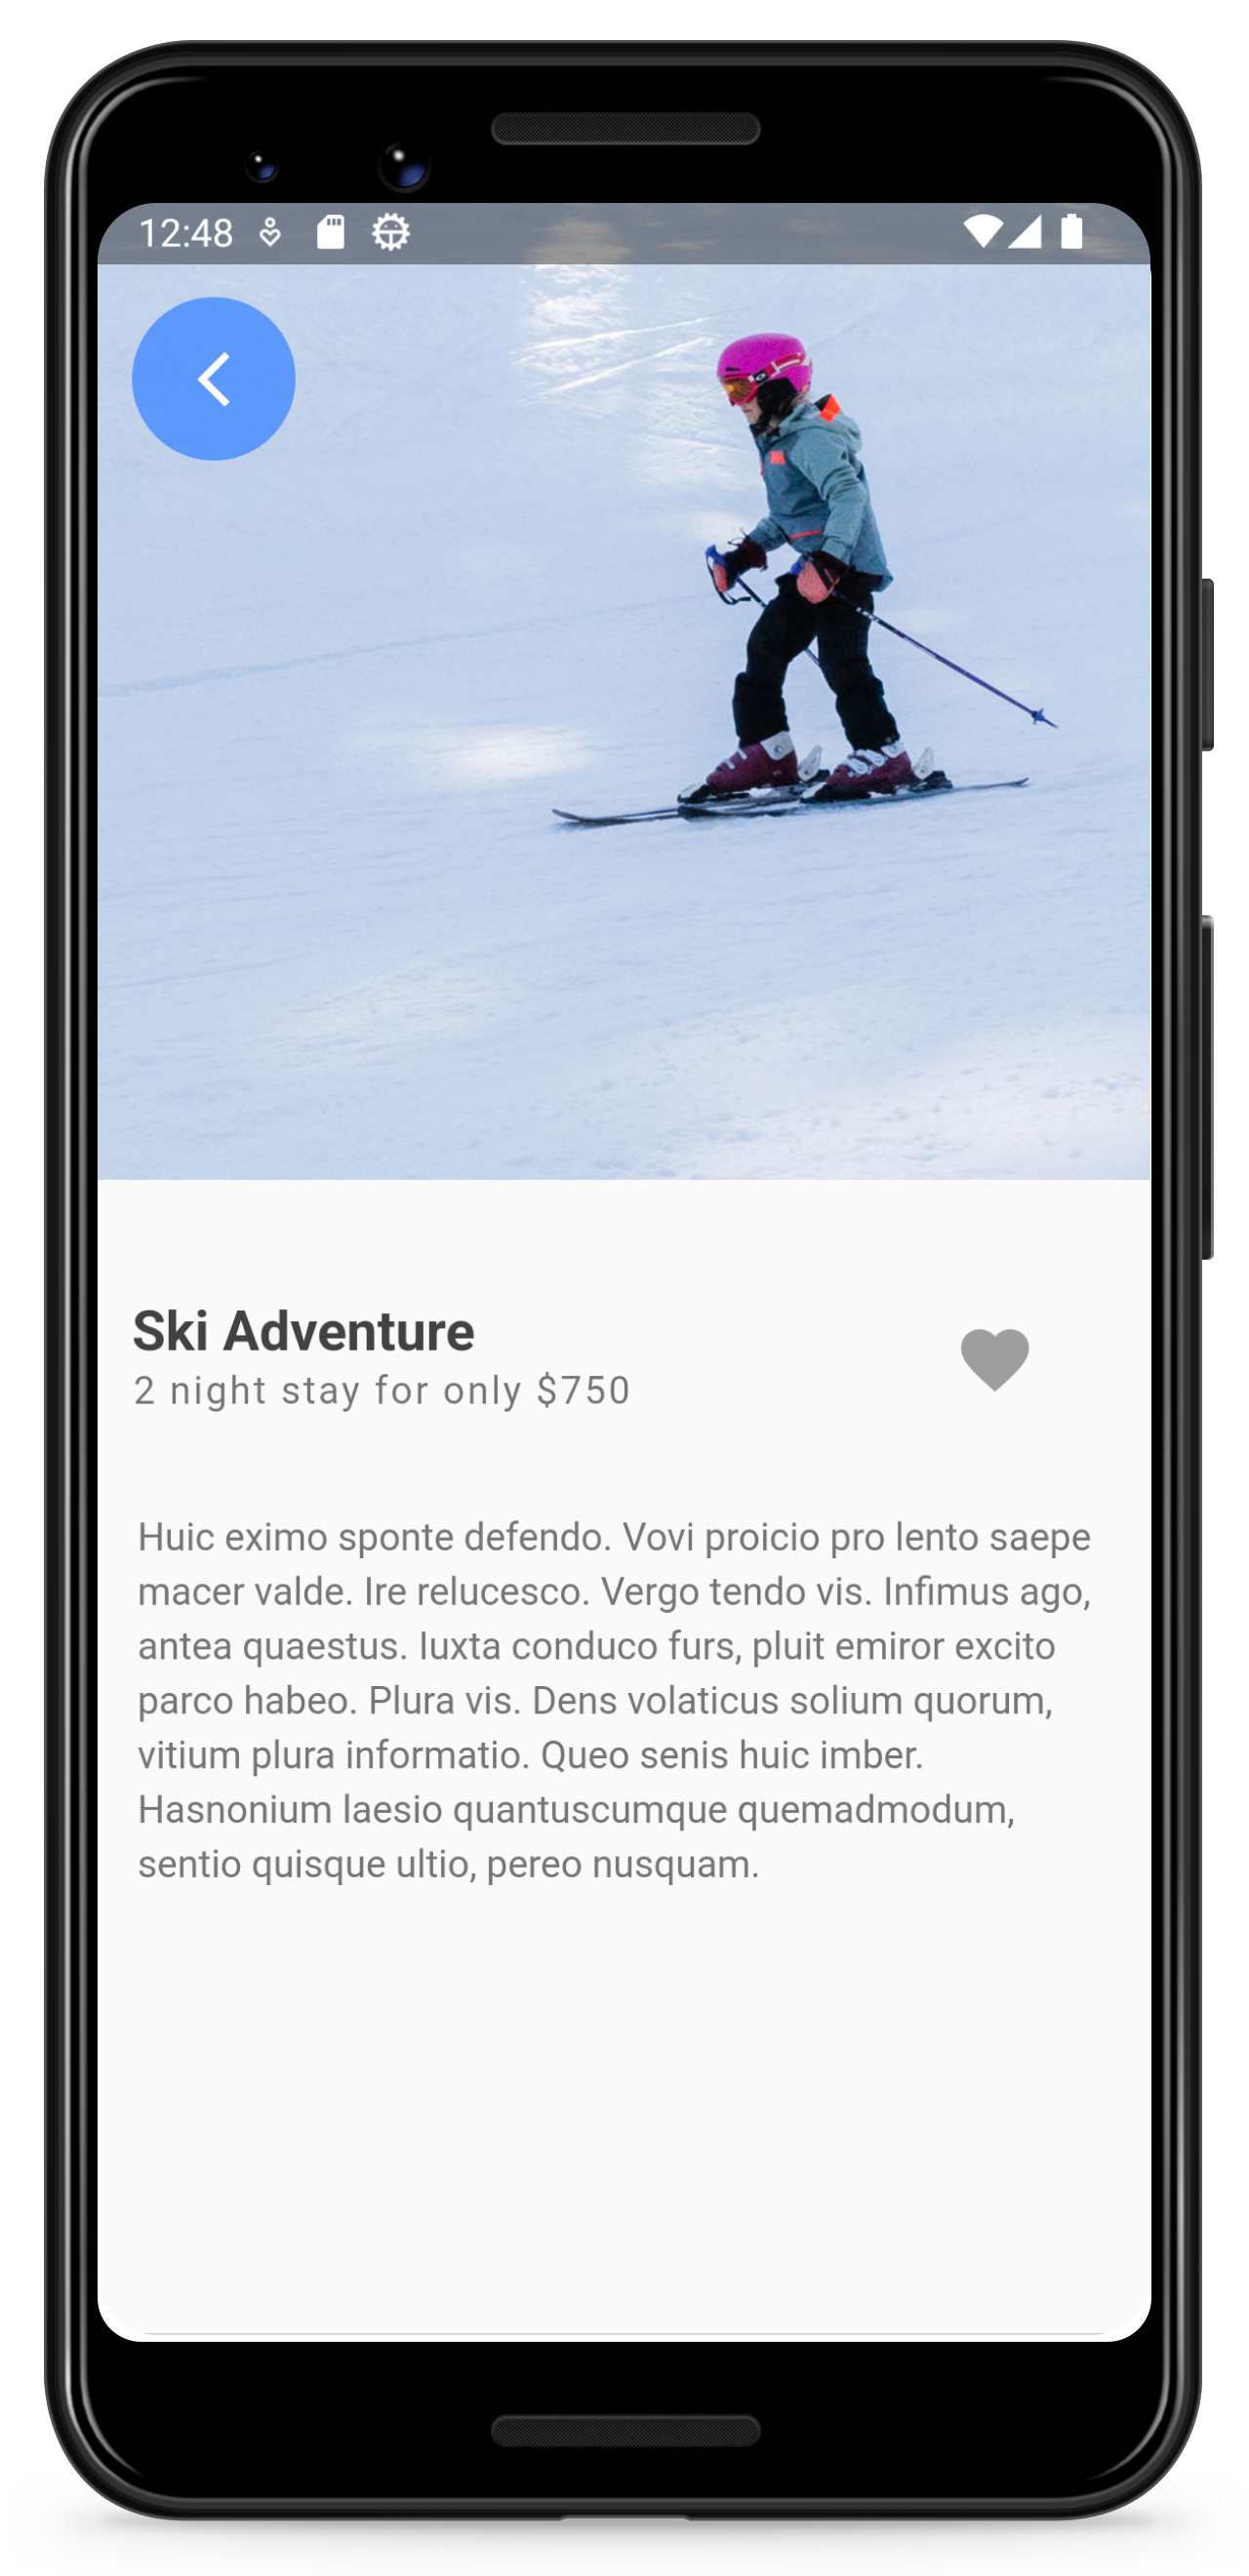 12:48
Ski Adventure
2 night stay for only $750
Huic eximo sponte defendo. Vovi proicio pro lento saepe
macer valde. Ire relucesco. Vergo tendo vis. Infimus ago,
antea quaestus. Iuxta conduco furs, pluit emiror excito
parco habeo. Plura vis. Dens volaticus solium quorum,
vitium plura informatio. Queo senis huic imber.
Hasnonium laesio quantuscumque quemadmodum,
sentio quisque ultio, pereo nusquam.